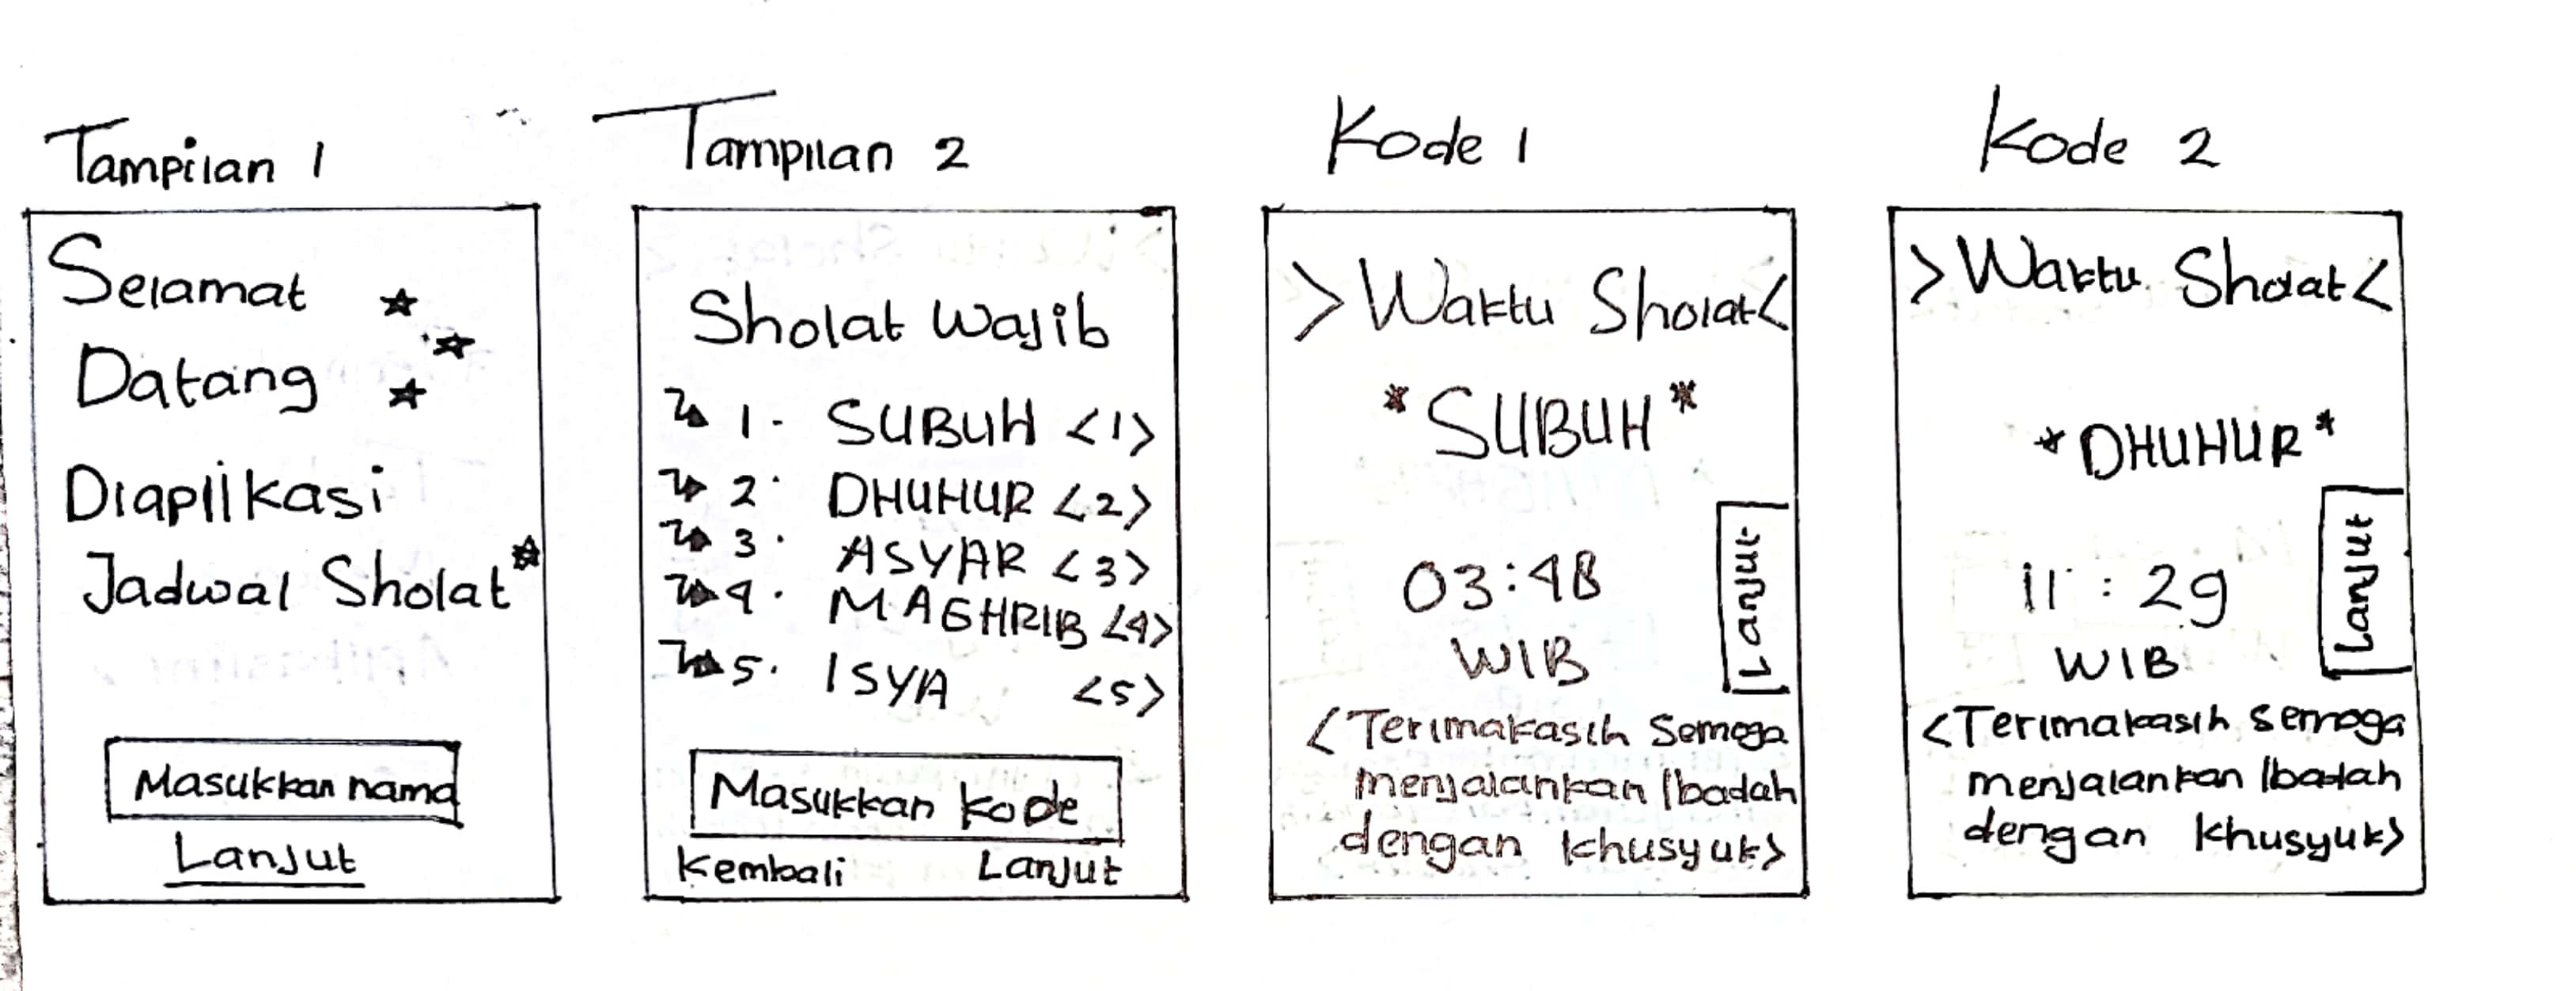 Tampilan 1
Selamat
Datang
Diaplikasi
Jadwal Sholat
Masukkan nama
Lanjut
Tampilan 2
Sholat Wajib
1. SUBUH <1>
2. DHUHUR <2>
3. ASYAR <3>
4. MAGHRIB <4>
5. ISYA <5>
Masukkan kode
Kembali Lanjut
Kode 1
>Waktu Sholat<
*SUBUH*
03:48
WIB
Lanjut
<Terimakasih Semoga
menjalankan Ibadah
dengan khusyuk>
Kode 2
>Waktu Sholat<
*DHUHUR*
11:29
WIB
Lanjut
<Terimakasih semoga
menjalankan Ibadah
dengan khusyuk>